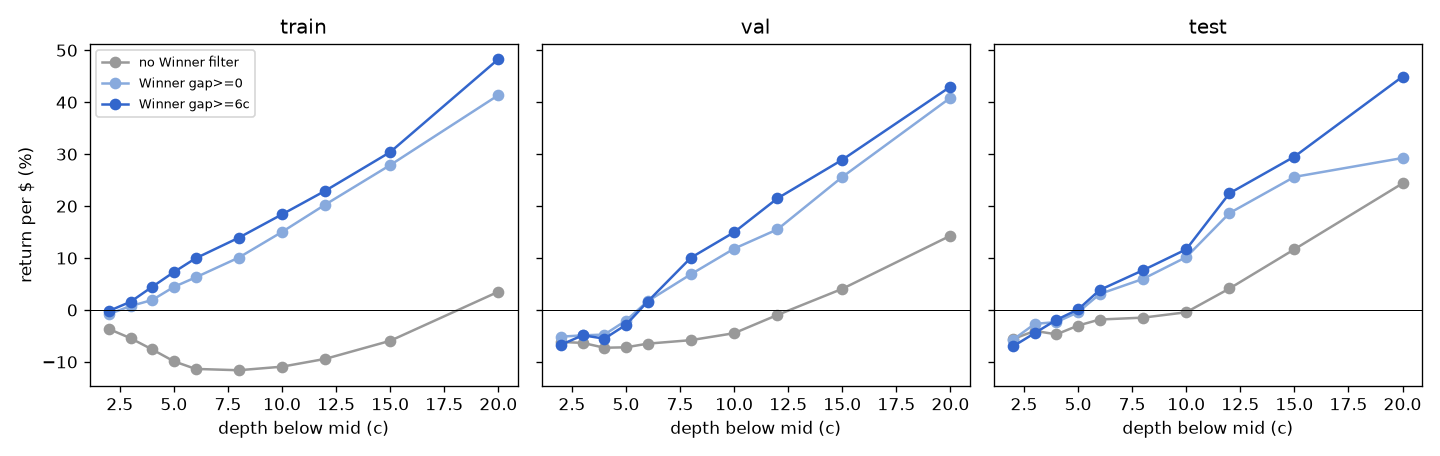 train
val
test
no Winner filter
Winner gap>=0
Winner gap>=6c
return per $ (%)
50
40
30
20
10
0
−10
2.5 5.0 7.5 10.0 12.5 15.0 17.5 20.0
2.5 5.0 7.5 10.0 12.5 15.0 17.5 20.0
2.5 5.0 7.5 10.0 12.5 15.0 17.5 20.0
depth below mid (c)
depth below mid (c)
depth below mid (c)